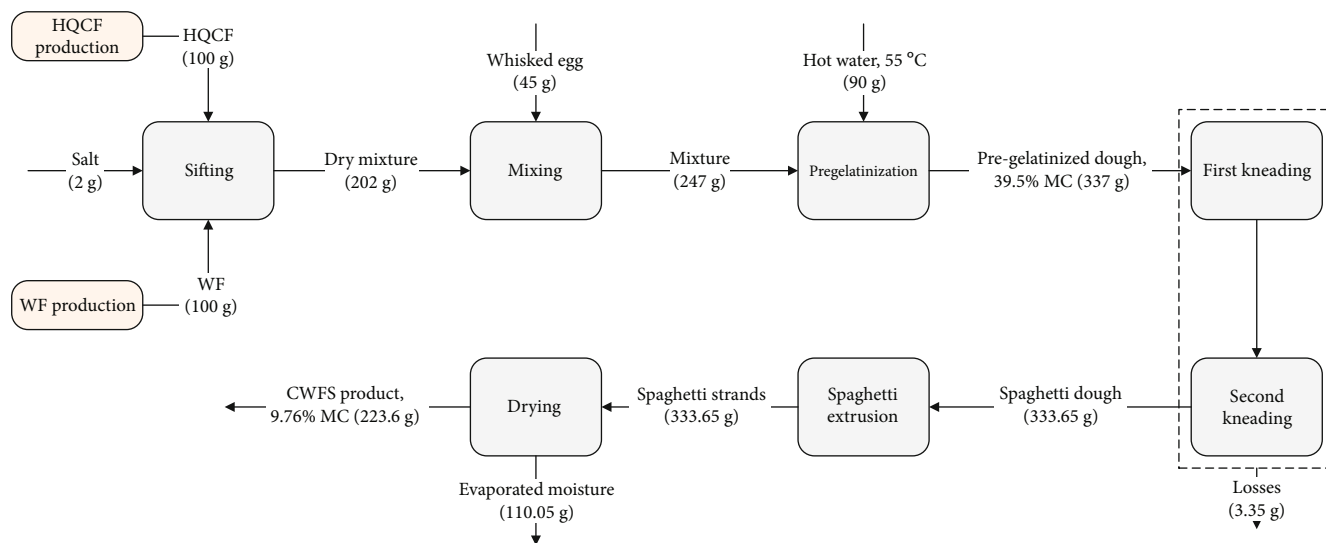 HQCF
production
HQCF
(100 g)
Whisked egg
(45 g)
Hot water, 55 °C
(90 g)
Salt
(2 g)
Sifting
Dry mixture
(202 g)
Mixing
Mixture
(247 g)
Pregelatinization
Pre-gelatinized dough,
39.5% MC (337 g)
First kneading
WF production
WF
(100 g)
CWFS product,
9.76% MC (223.6 g)
Drying
Spaghetti strands
(333.65 g)
Spaghetti
extrusion
Spaghetti dough
(333.65 g)
Second
kneading
Evaporated moisture
(110.05 g)
Losses
(3.35 g)